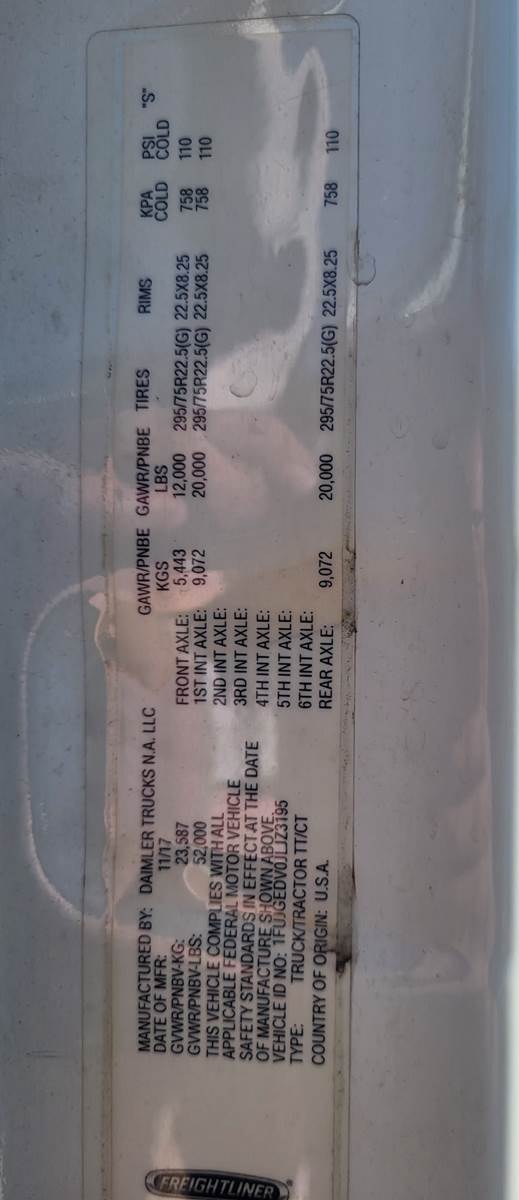 FREIGHTLINER
MANUFACTURED BY: DAIMLER TRUCKS N.A. LLC
DATE OF MFR: 11/17
GVWR/PNBV-KG: 23,587
GVWR/PNBV-LBS: 52,000
THIS VEHICLE COMPLIES WITH ALL
APPLICABLE FEDERAL MOTOR VEHICLE
SAFETY STANDARDS IN EFFECT AT THE DATE
OF MANUFACTURE SHOWN ABOVE.
VEHICLE ID NO: 1FUJGEDV0JLJZ3195
TYPE: TRUCK/TRACTOR TT/CT
COUNTRY OF ORIGIN: U.S.A.
GAWR/PNBE GAWR/PNBE TIRES RIMS KPA PSI "S"
KGS LBS COLD COLD
FRONT AXLE: 5,443 12,000 295/75R22.5(G) 22.5X8.25 758 110
1ST INT AXLE: 9,072 20,000 295/75R22.5(G) 22.5X8.25 758 110
2ND INT AXLE:
3RD INT AXLE:
4TH INT AXLE:
5TH INT AXLE:
6TH INT AXLE:
REAR AXLE: 9,072 20,000 295/75R22.5(G) 22.5X8.25 758 110